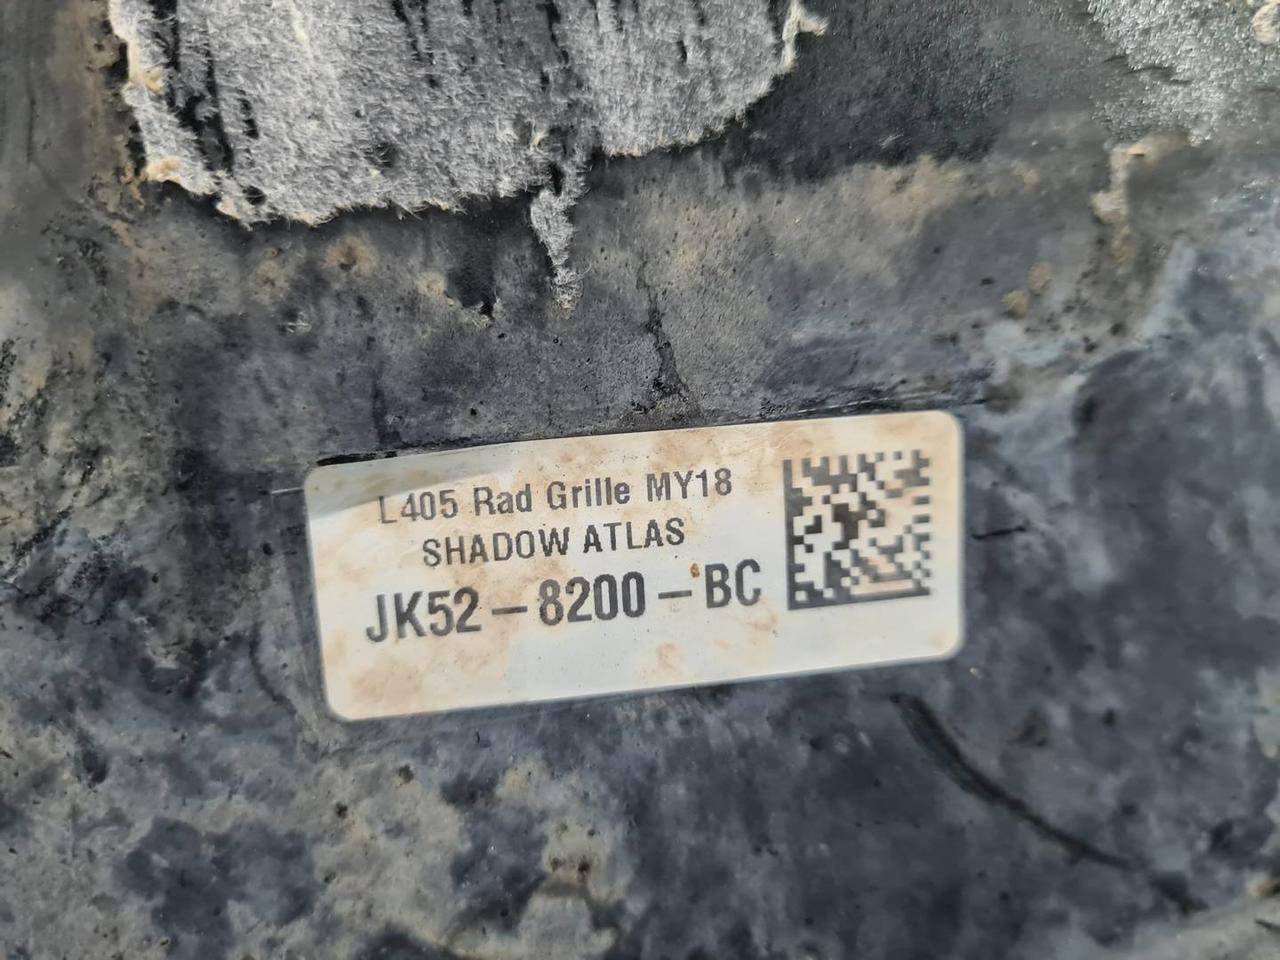 L405 Rad Grille MY18
SHADOW ATLAS
JK52-8200-BC